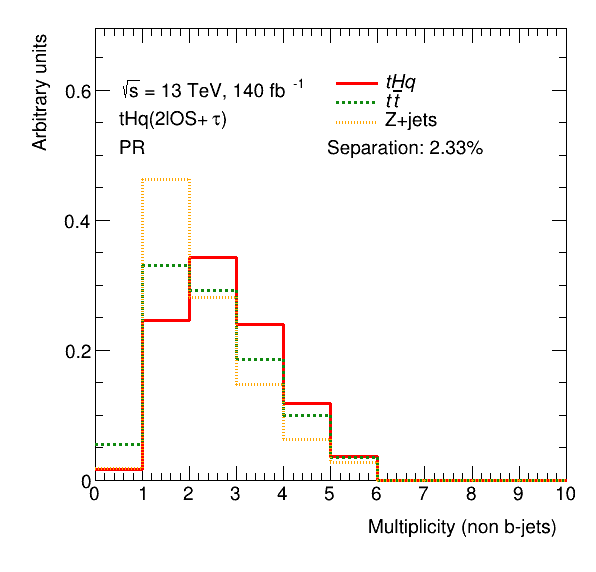 Arbitrary units
√s = 13 TeV, 140 fb⁻¹
tHq(2lOS+ τ)
PR
tHq
tt̅
Z+jets
Separation: 2.33%
0.6
0.4
0.2
0
0 1 2 3 4 5 6 7 8 9 10
Multiplicity (non b-jets)